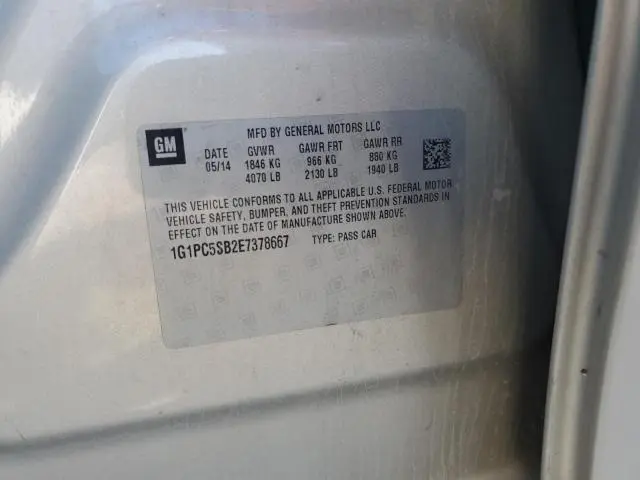 MFD BY GENERAL MOTORS LLC
GM
DATE GVWR GAWR FRT GAWR RR
05/14 1846 KG 966 KG 880 KG
4070 LB 2130 LB 1940 LB
THIS VEHICLE CONFORMS TO ALL APPLICABLE U.S. FEDERAL MOTOR
VEHICLE SAFETY, BUMPER, AND THEFT PREVENTION STANDARDS IN
EFFECT ON THE DATE OF MANUFACTURE SHOWN ABOVE.
1G1PC5SB2E7378667 TYPE: PASS CAR